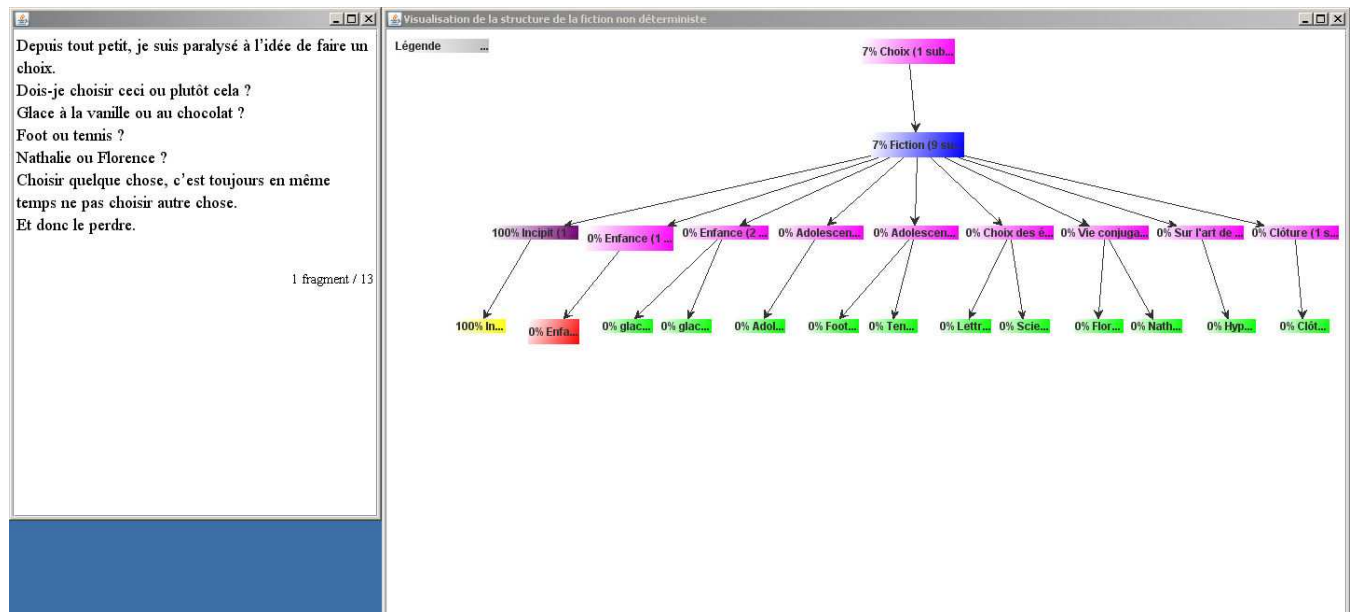 Depuis tout petit, je suis paralysé à l’idée de faire un
choix.
Dois-je choisir ceci ou plutôt cela ?
Glace à la vanille ou au chocolat ?
Foot ou tennis ?
Nathalie ou Florence ?
Choisir quelque chose, c’est toujours en même
temps ne pas choisir autre chose.
Et donc le perdre.
1 fragment / 13
Visualisation de la structure de la fiction non déterministe
Légende ...
7% Choix (1 sub...
7% Fiction (9 su...
100% Incipit (1 ...
0% Enfance (1 ...
0% Enfance (2 ...
0% Adolescen...
0% Adolescen...
0% Choix des é...
0% Vie conjuga...
0% Sur l'art de ...
0% Clôture (1 s...
100% In...
0% Enfa...
0% glac...
0% glac...
0% Adol...
0% Foot...
0% Ten...
0% Lettr...
0% Scie...
0% Flor...
0% Nath...
0% Hyp...
0% Clôt...